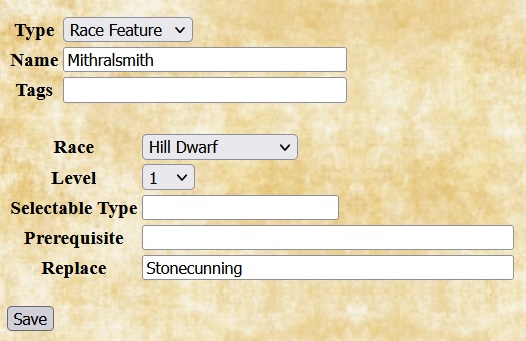 Type Race Feature
Name Mithralsmith
Tags
Race Hill Dwarf
Level 1
Selectable Type
Prerequisite
Replace Stonecunning
Save